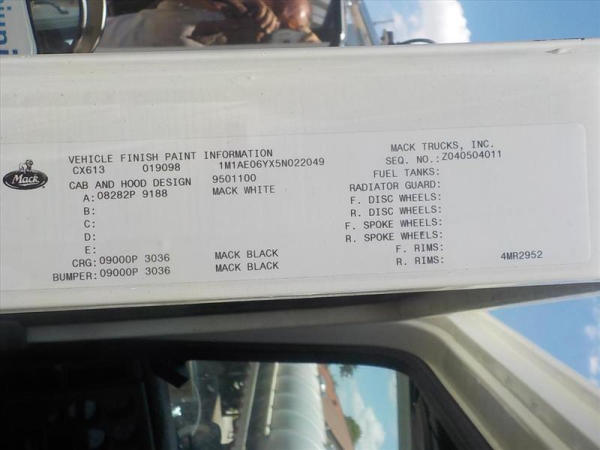 Mack
VEHICLE FINISH PAINT INFORMATION
CX613 019098 1M1AE06YX5N022049
CAB AND HOOD DESIGN 9501100
A: 08282P 9188 MACK WHITE
B:
C:
D:
E:
CRG: 09000P 3036 MACK BLACK
BUMPER: 09000P 3036 MACK BLACK
MACK TRUCKS, INC.
SEQ. NO.: Z040504011
FUEL TANKS:
RADIATOR GUARD:
F. DISC WHEELS:
R. DISC WHEELS:
F. SPOKE WHEELS:
R. SPOKE WHEELS:
F. RIMS:
R. RIMS: 4MR2952